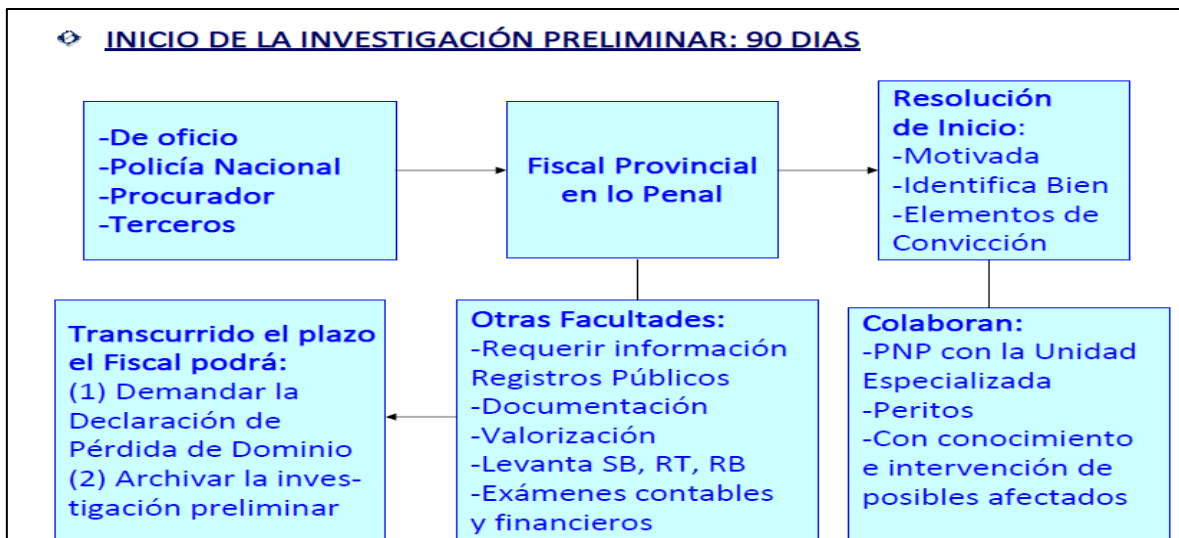 INICIO DE LA INVESTIGACIÓN PRELIMINAR: 90 DIAS
-De oficio
-Policía Nacional
-Procurador
-Terceros
Fiscal Provincial
en lo Penal
Resolución
de Inicio:
-Motivada
-Identifica Bien
-Elementos de
Convicción
Transcurrido el plazo
el Fiscal podrá:
(1) Demandar la
Declaración de
Pérdida de Dominio
(2) Archivar la inves-
tigación preliminar
Otras Facultades:
-Requerir información
Registros Públicos
-Documentación
-Valorización
-Levanta SB, RT, RB
-Exámenes contables
y financieros
Colaboran:
-PNP con la Unidad
Especializada
-Peritos
-Con conocimiento
e intervención de
posibles afectados